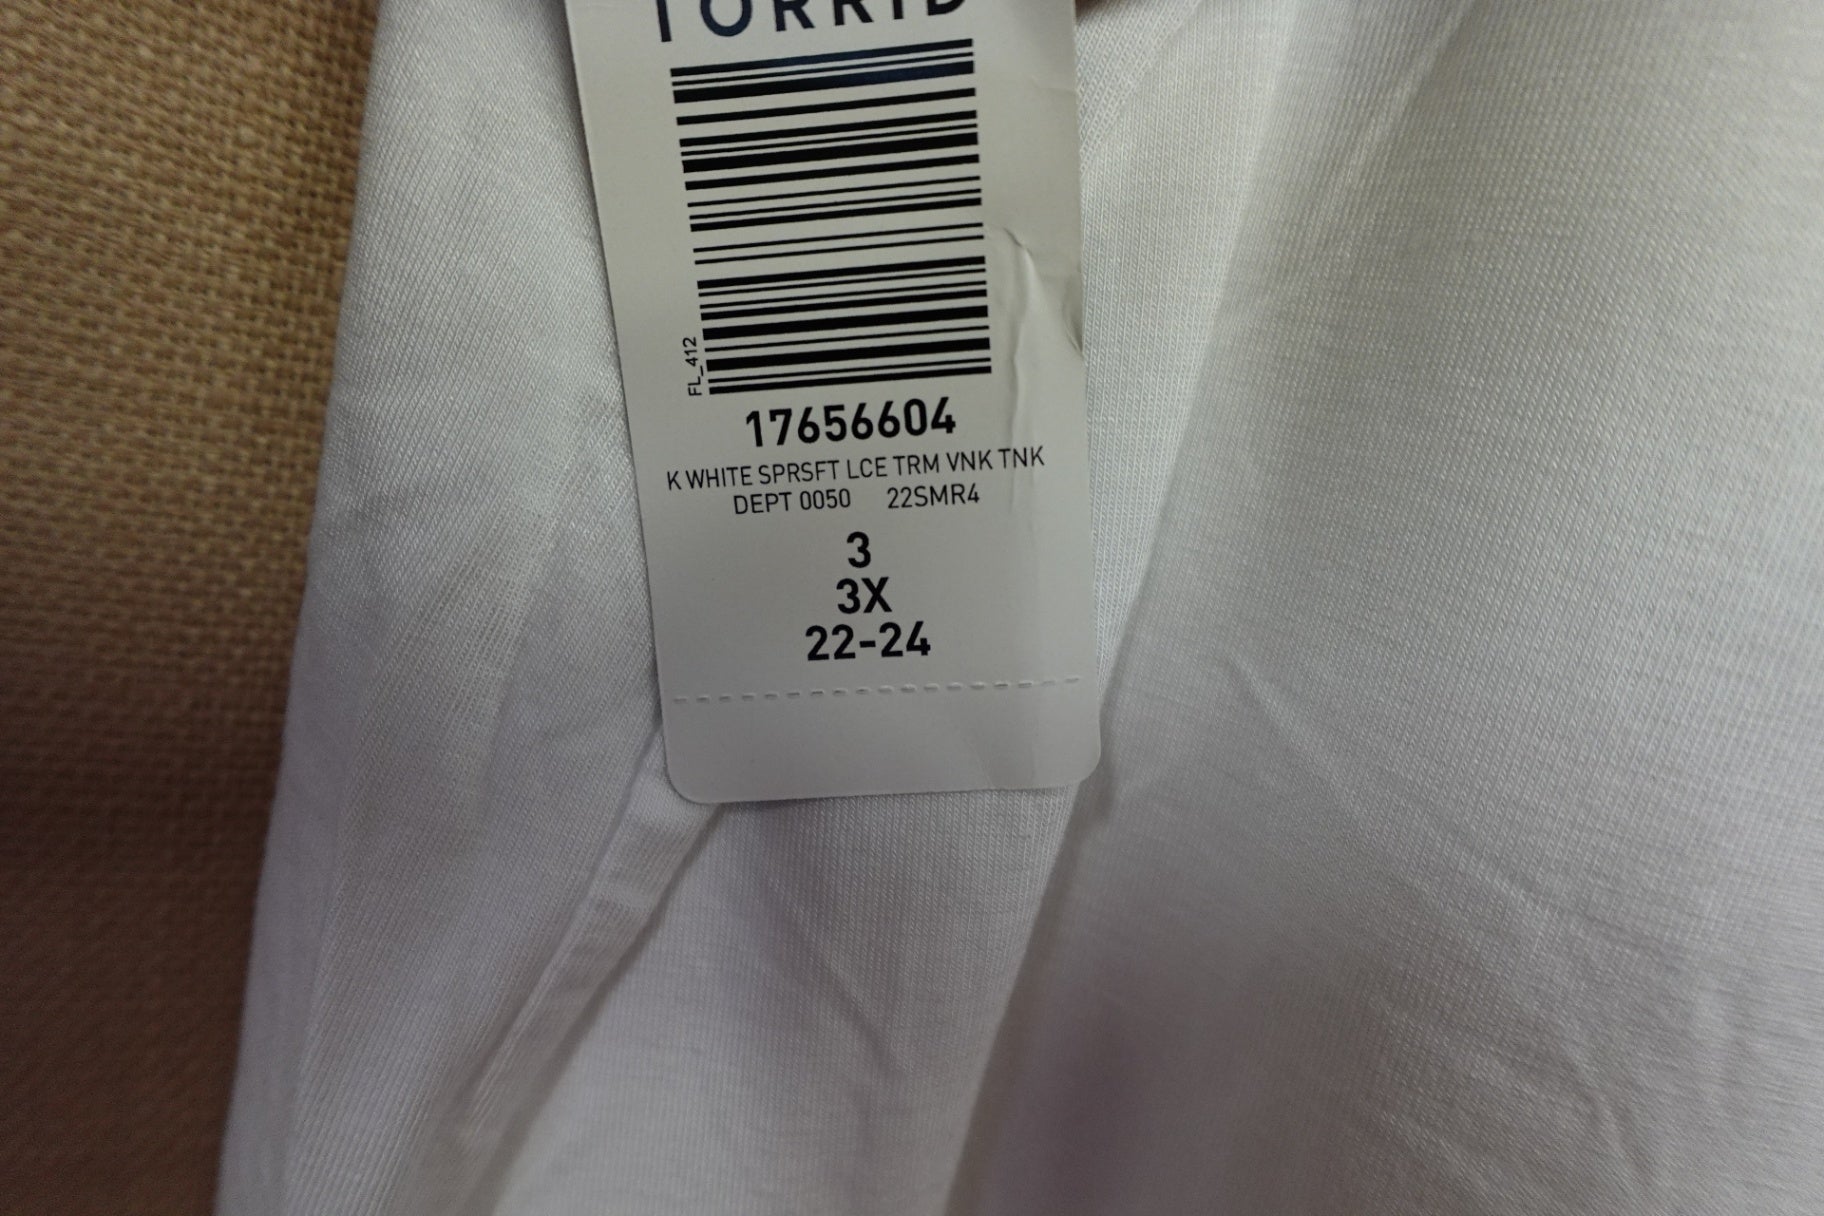 TORRID
FL_412
17656604
K WHITE SPRSFT LCE TRM VNK TNK
DEPT 0050 22SMR4
3
3X
22-24